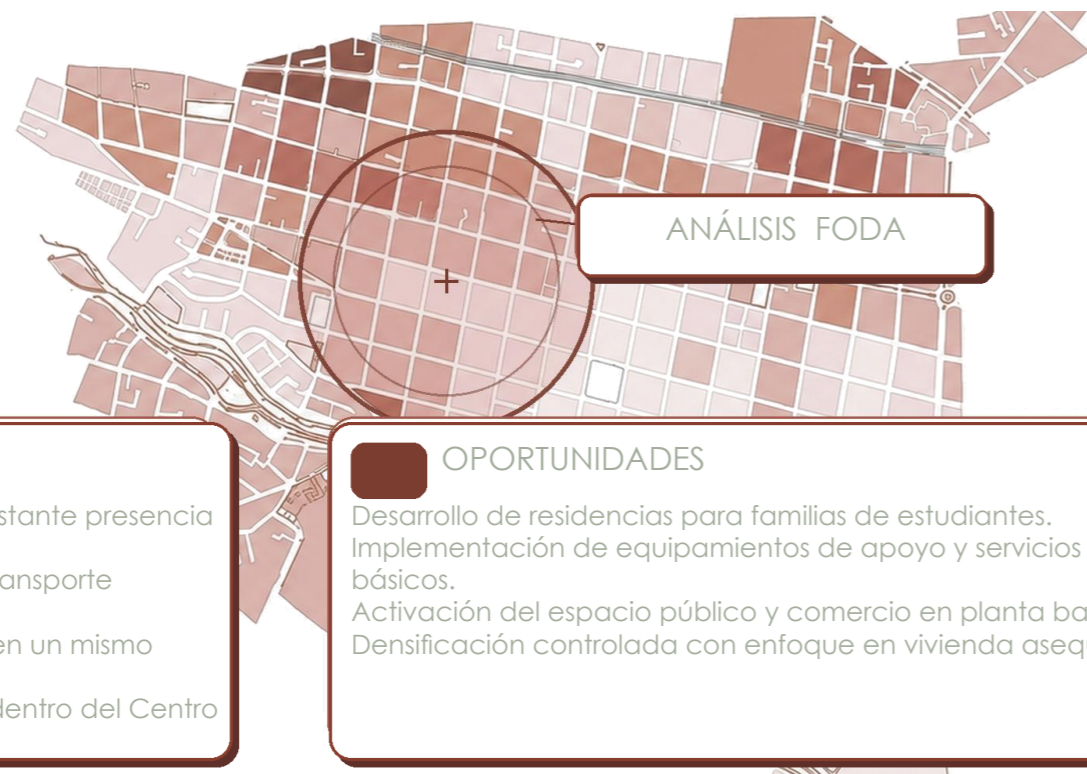 ANÁLISIS FODA
stante presencia
ansporte
en un mismo
dentro del Centro
OPORTUNIDADES
Desarrollo de residencias para familias de estudiantes.
Implementación de equipamientos de apoyo y servicios
básicos.
Activación del espacio público y comercio en planta ba
Densificación controlada con enfoque en vivienda aseq